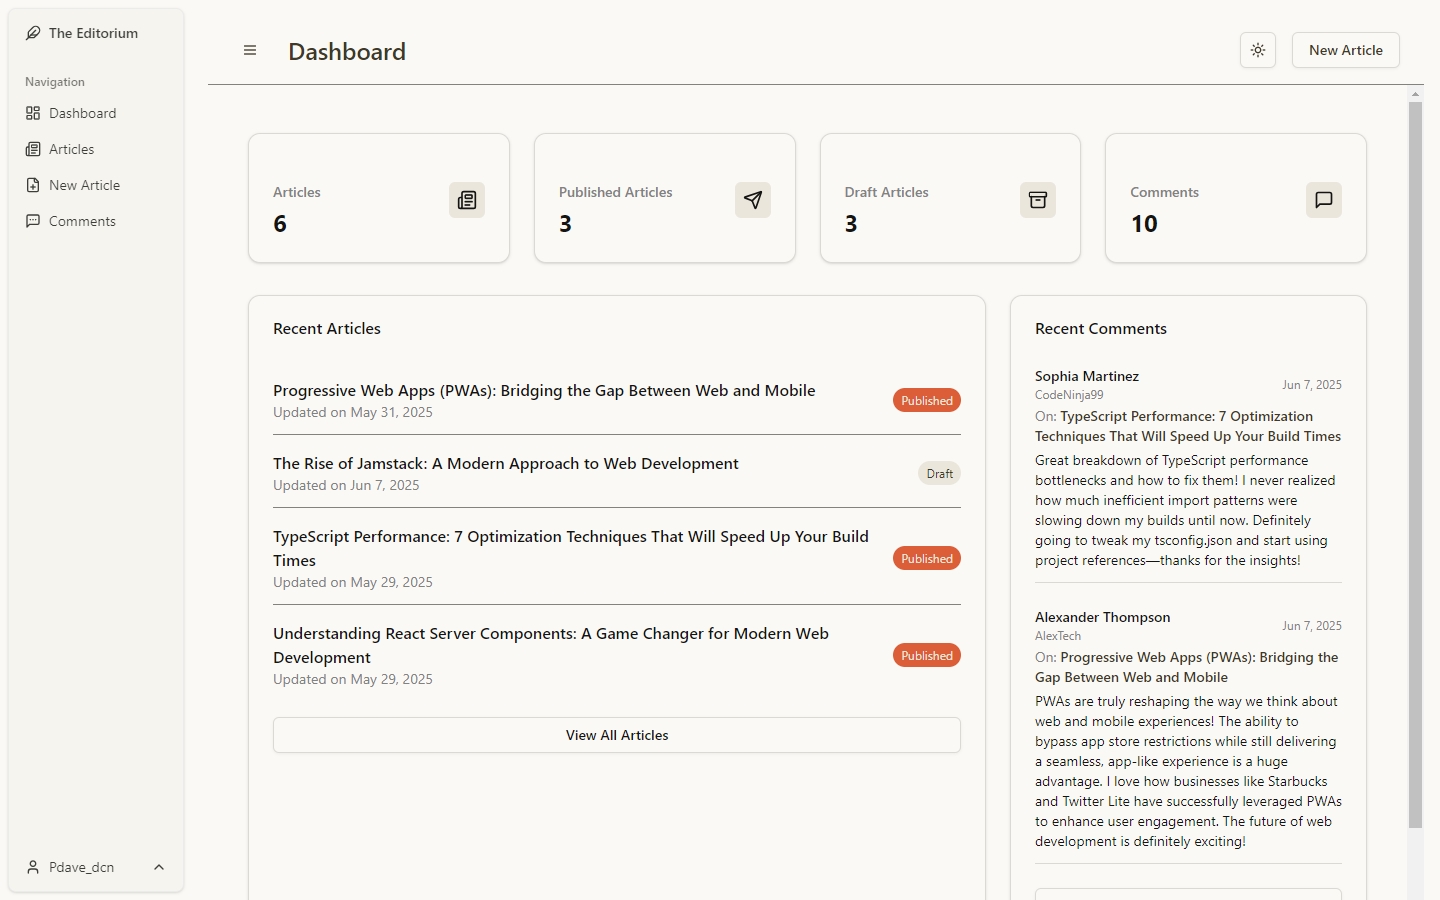 The Editorium
Navigation
Dashboard
Articles
New Article
Comments
Pdave_dcn
Dashboard
New Article
Articles
6
Published Articles
3
Draft Articles
3
Comments
10
Recent Articles
Progressive Web Apps (PWAs): Bridging the Gap Between Web and Mobile
Updated on May 31, 2025
Published
The Rise of Jamstack: A Modern Approach to Web Development
Updated on Jun 7, 2025
Draft
TypeScript Performance: 7 Optimization Techniques That Will Speed Up Your Build
Times
Updated on May 29, 2025
Published
Understanding React Server Components: A Game Changer for Modern Web
Development
Updated on May 29, 2025
Published
View All Articles
Recent Comments
Sophia Martinez
CodeNinja99
Jun 7, 2025
On: TypeScript Performance: 7 Optimization
Techniques That Will Speed Up Your Build Times
Great breakdown of TypeScript performance
bottlenecks and how to fix them! I never realized
how much inefficient import patterns were
slowing down my builds until now. Definitely
going to tweak my tsconfig.json and start using
project references—thanks for the insights!
Alexander Thompson
AlexTech
Jun 7, 2025
On: Progressive Web Apps (PWAs): Bridging the
Gap Between Web and Mobile
PWAs are truly reshaping the way we think about
web and mobile experiences! The ability to
bypass app store restrictions while still delivering
a seamless, app-like experience is a huge
advantage. I love how businesses like Starbucks
and Twitter Lite have successfully leveraged PWAs
to enhance user engagement. The future of web
development is definitely exciting!